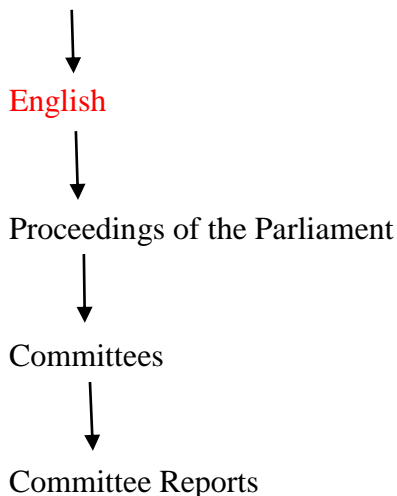 English
Proceedings of the Parliament
Committees
Committee Reports